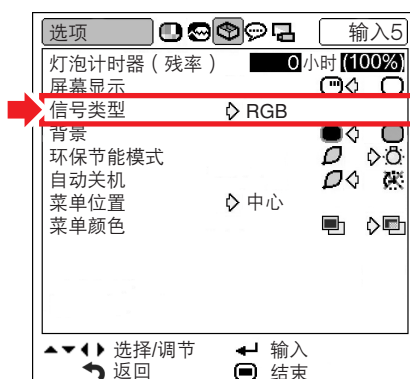 选项 输入5
灯泡计时器(残率) 0小时(100%)
屏幕显示
信号类型 RGB
背景
环保节能模式
自动关机
菜单位置 中心
菜单颜色
选择/调节 输入
返回 结束